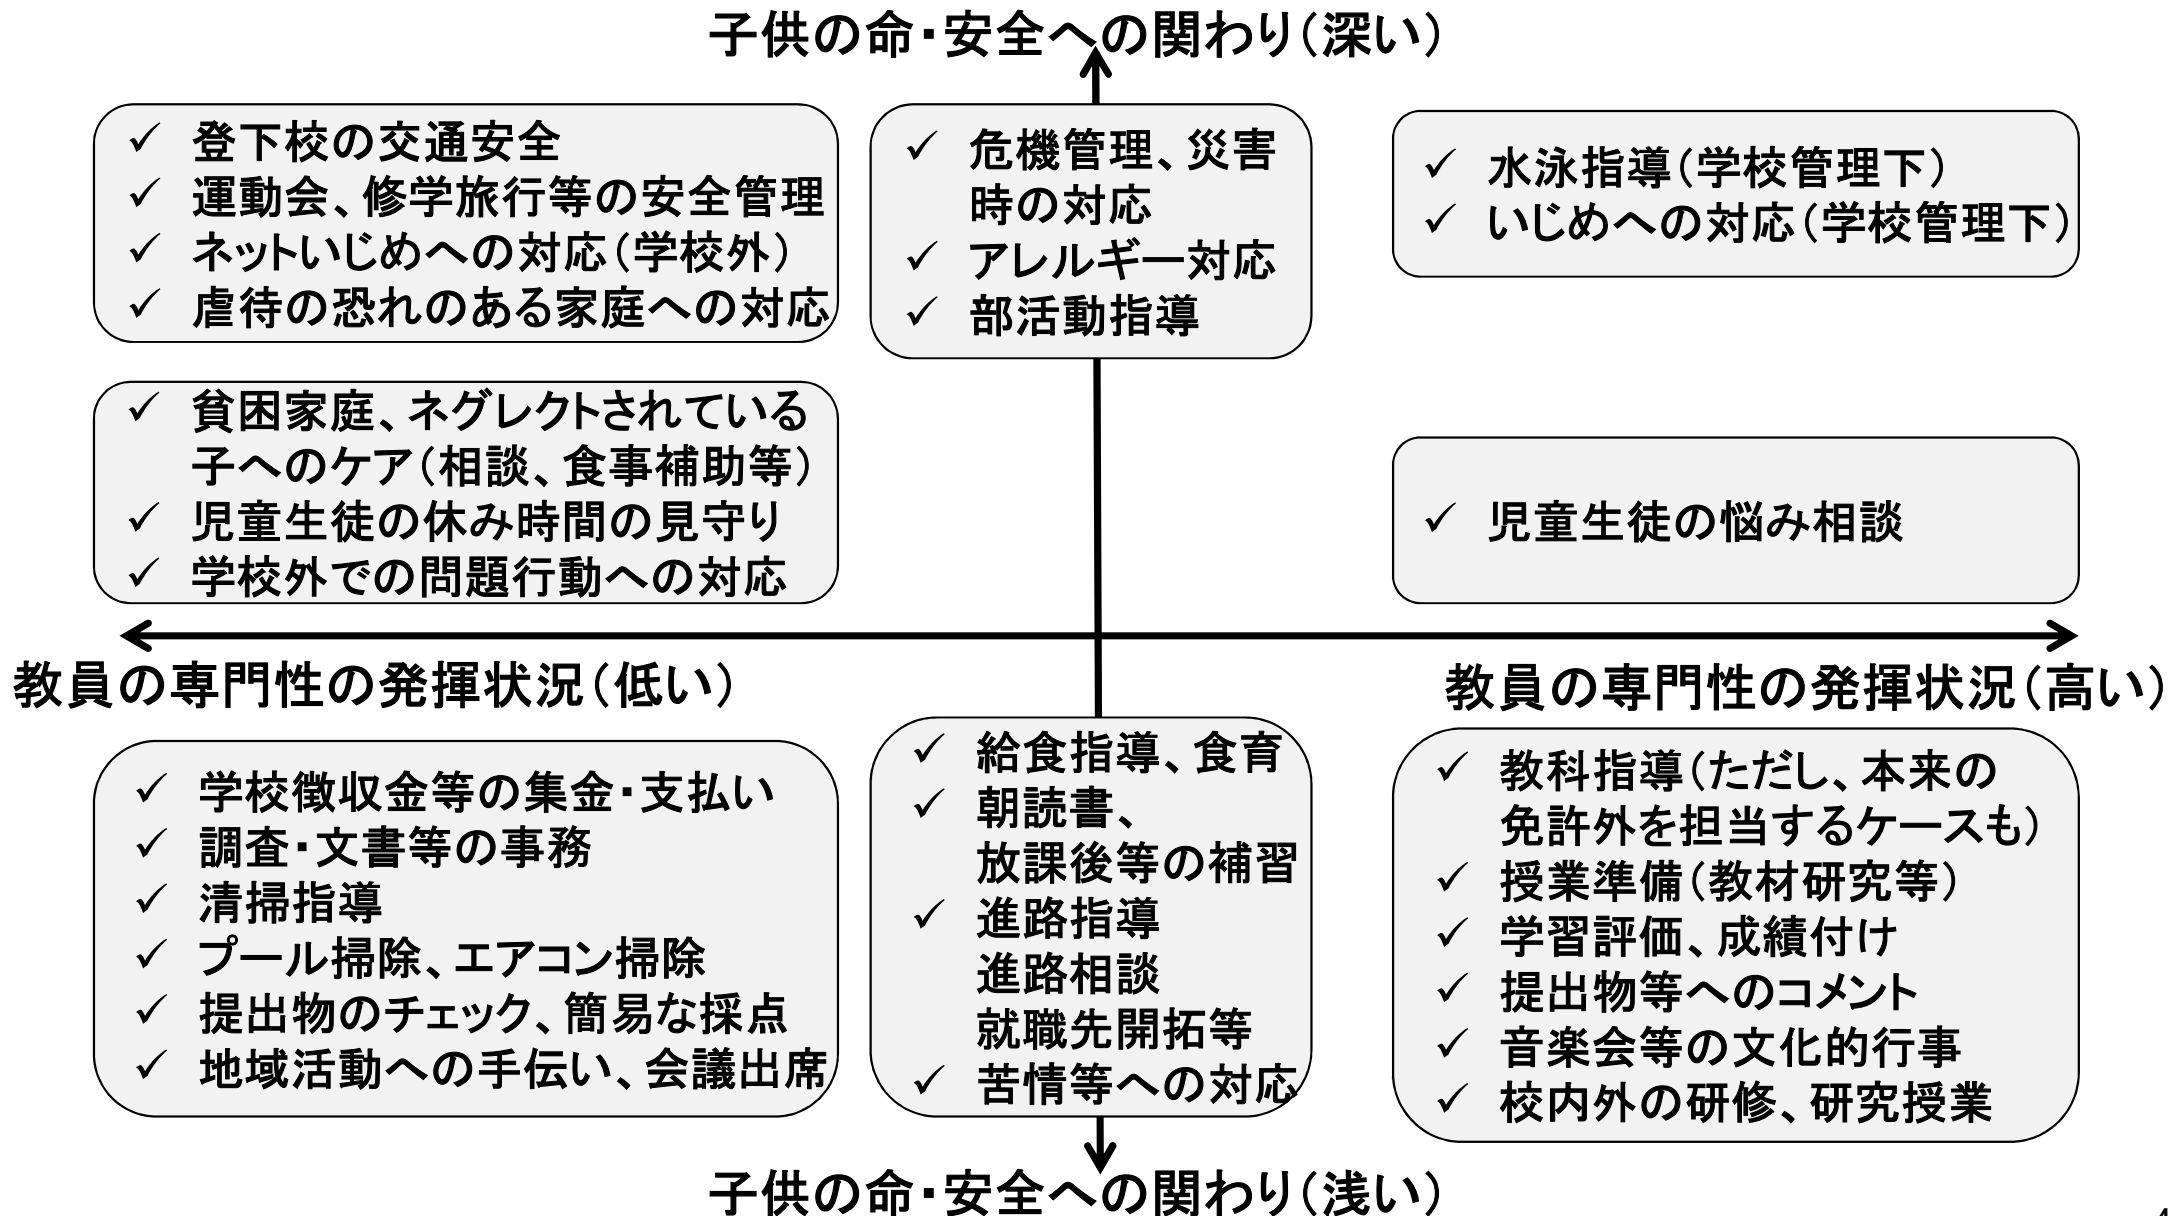 子供の命・安全への関わり（深い）
✓ 登下校の交通安全
✓ 運動会、修学旅行等の安全管理
✓ ネットいじめへの対応（学校外）
✓ 虐待の恐れのある家庭への対応
✓ 危機管理、災害
時の対応
✓ アレルギー対応
✓ 部活動指導
✓ 水泳指導（学校管理下）
✓ いじめへの対応（学校管理下）
✓ 貧困家庭、ネグレクトされている
子へのケア（相談、食事補助等）
✓ 児童生徒の休み時間の見守り
✓ 学校外での問題行動への対応
✓ 児童生徒の悩み相談
教員の専門性の発揮状況（低い）
教員の専門性の発揮状況（高い）
✓ 学校徴収金等の集金・支払い
✓ 調査・文書等の事務
✓ 清掃指導
✓ プール掃除、エアコン掃除
✓ 提出物のチェック、簡易な採点
✓ 地域活動への手伝い、会議出席
✓ 給食指導、食育
✓ 朝読書、
放課後等の補習
✓ 進路指導
進路相談
就職先開拓等
✓ 苦情等への対応
✓ 教科指導（ただし、本来の
免許外を担当するケースも）
✓ 授業準備（教材研究等）
✓ 学習評価、成績付け
✓ 提出物等へのコメント
✓ 音楽会等の文化的行事
✓ 校内外の研修、研究授業
子供の命・安全への関わり（浅い）